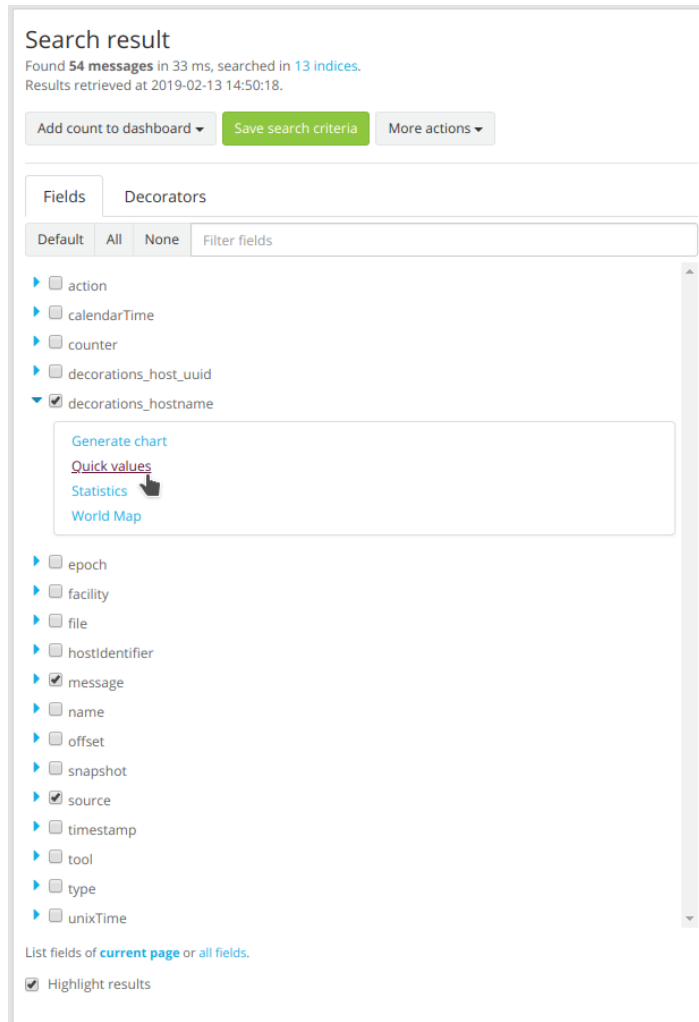 Search result
Found 54 messages in 33 ms, searched in 13 indices.
Results retrieved at 2019-02-13 14:50:18.
Add count to dashboard Save search criteria More actions
Fields Decorators
Default All None Filter fields
action
calendarTime
counter
decorations_host_uuid
decorations_hostname
Generate chart
Quick values
Statistics
World Map
epoch
facility
file
hostIdentifier
message
name
offset
snapshot
source
timestamp
tool
type
unixTime
List fields of current page or all fields.
Highlight results